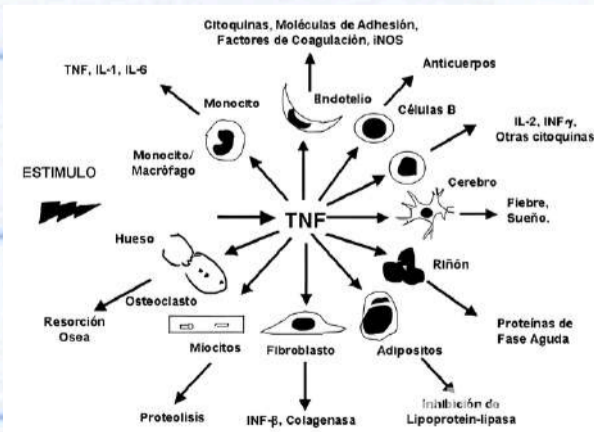 Citoquinas, Moléculas de Adhesión,
Factores de Coagulación, iNOS
TNF, IL-1, IL-6
Monocito
Endotelio
Anticuerpos
Células B
IL-2, INFγ,
Otras citoquinas
Monocito/
Macrófago
ESTIMULO
Cerebro
TNF
Fiebre,
Sueño.
Hueso
Riñón
Osteoclasto
Resorción
Osea
Miocitos
Fibroblasto
Adipositos
Proteínas de
Fase Aguda
Proteolisis
INF-β, Colagenasa
Inhibición de
Lipoprotein-lipasa